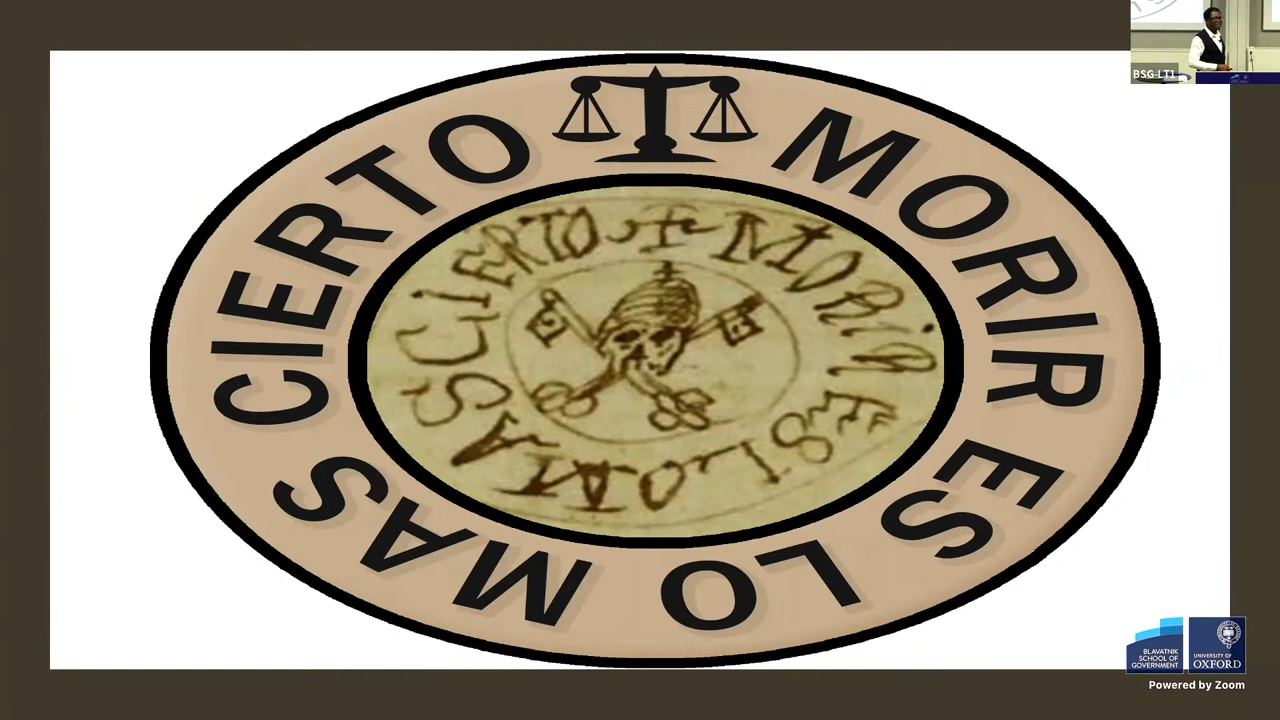 MORIR ES LO MAS CIERTO
MORIR ES LO MAS CIERTO
BSG-LT1
BLAVATNIK
SCHOOL OF
GOVERNMENT
UNIVERSITY OF
OXFORD
Powered by Zoom